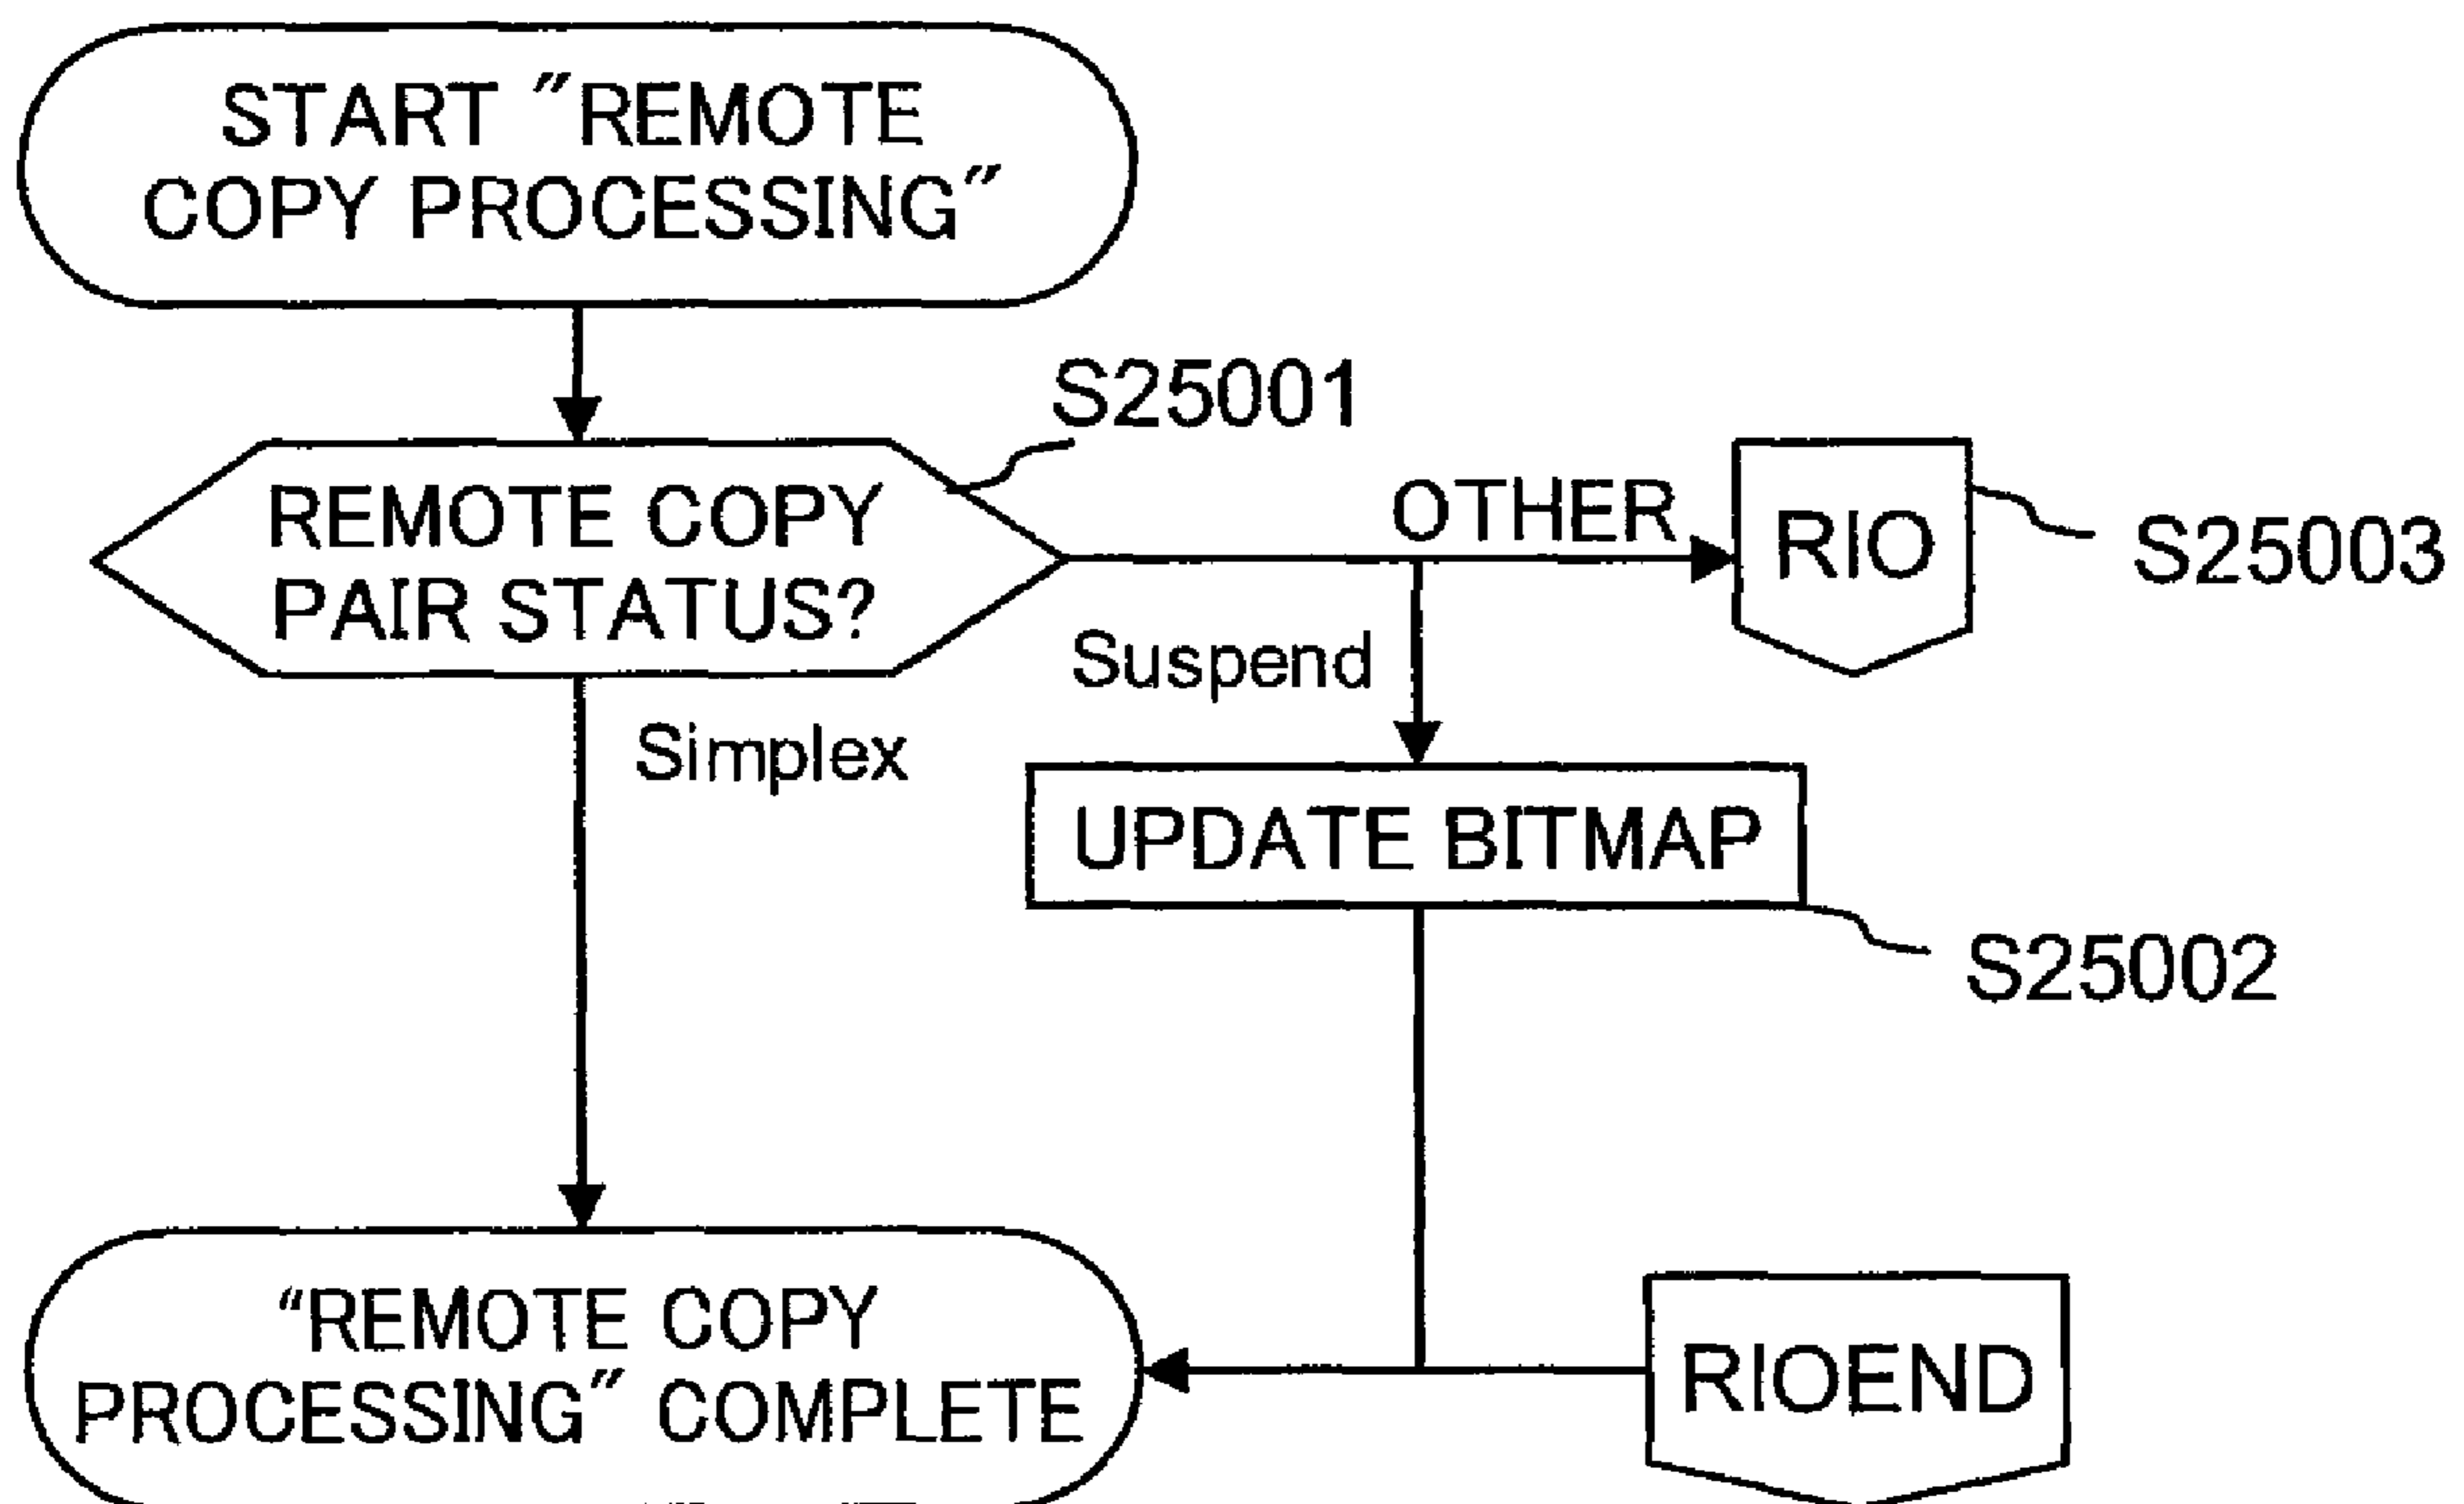 START "REMOTE
COPY PROCESSING"
S25001
REMOTE COPY
PAIR STATUS?
OTHER
RIO
S25003
Suspend
Simplex
UPDATE BITMAP
S25002
"REMOTE COPY
PROCESSING" COMPLETE
RIOEND